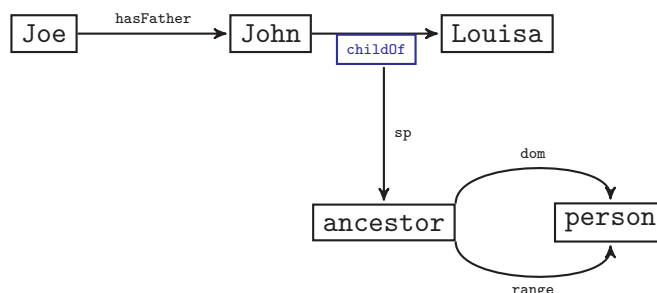 hasFather
Joe
John
childOf
Louisa
sp
dom
ancestor
person
range